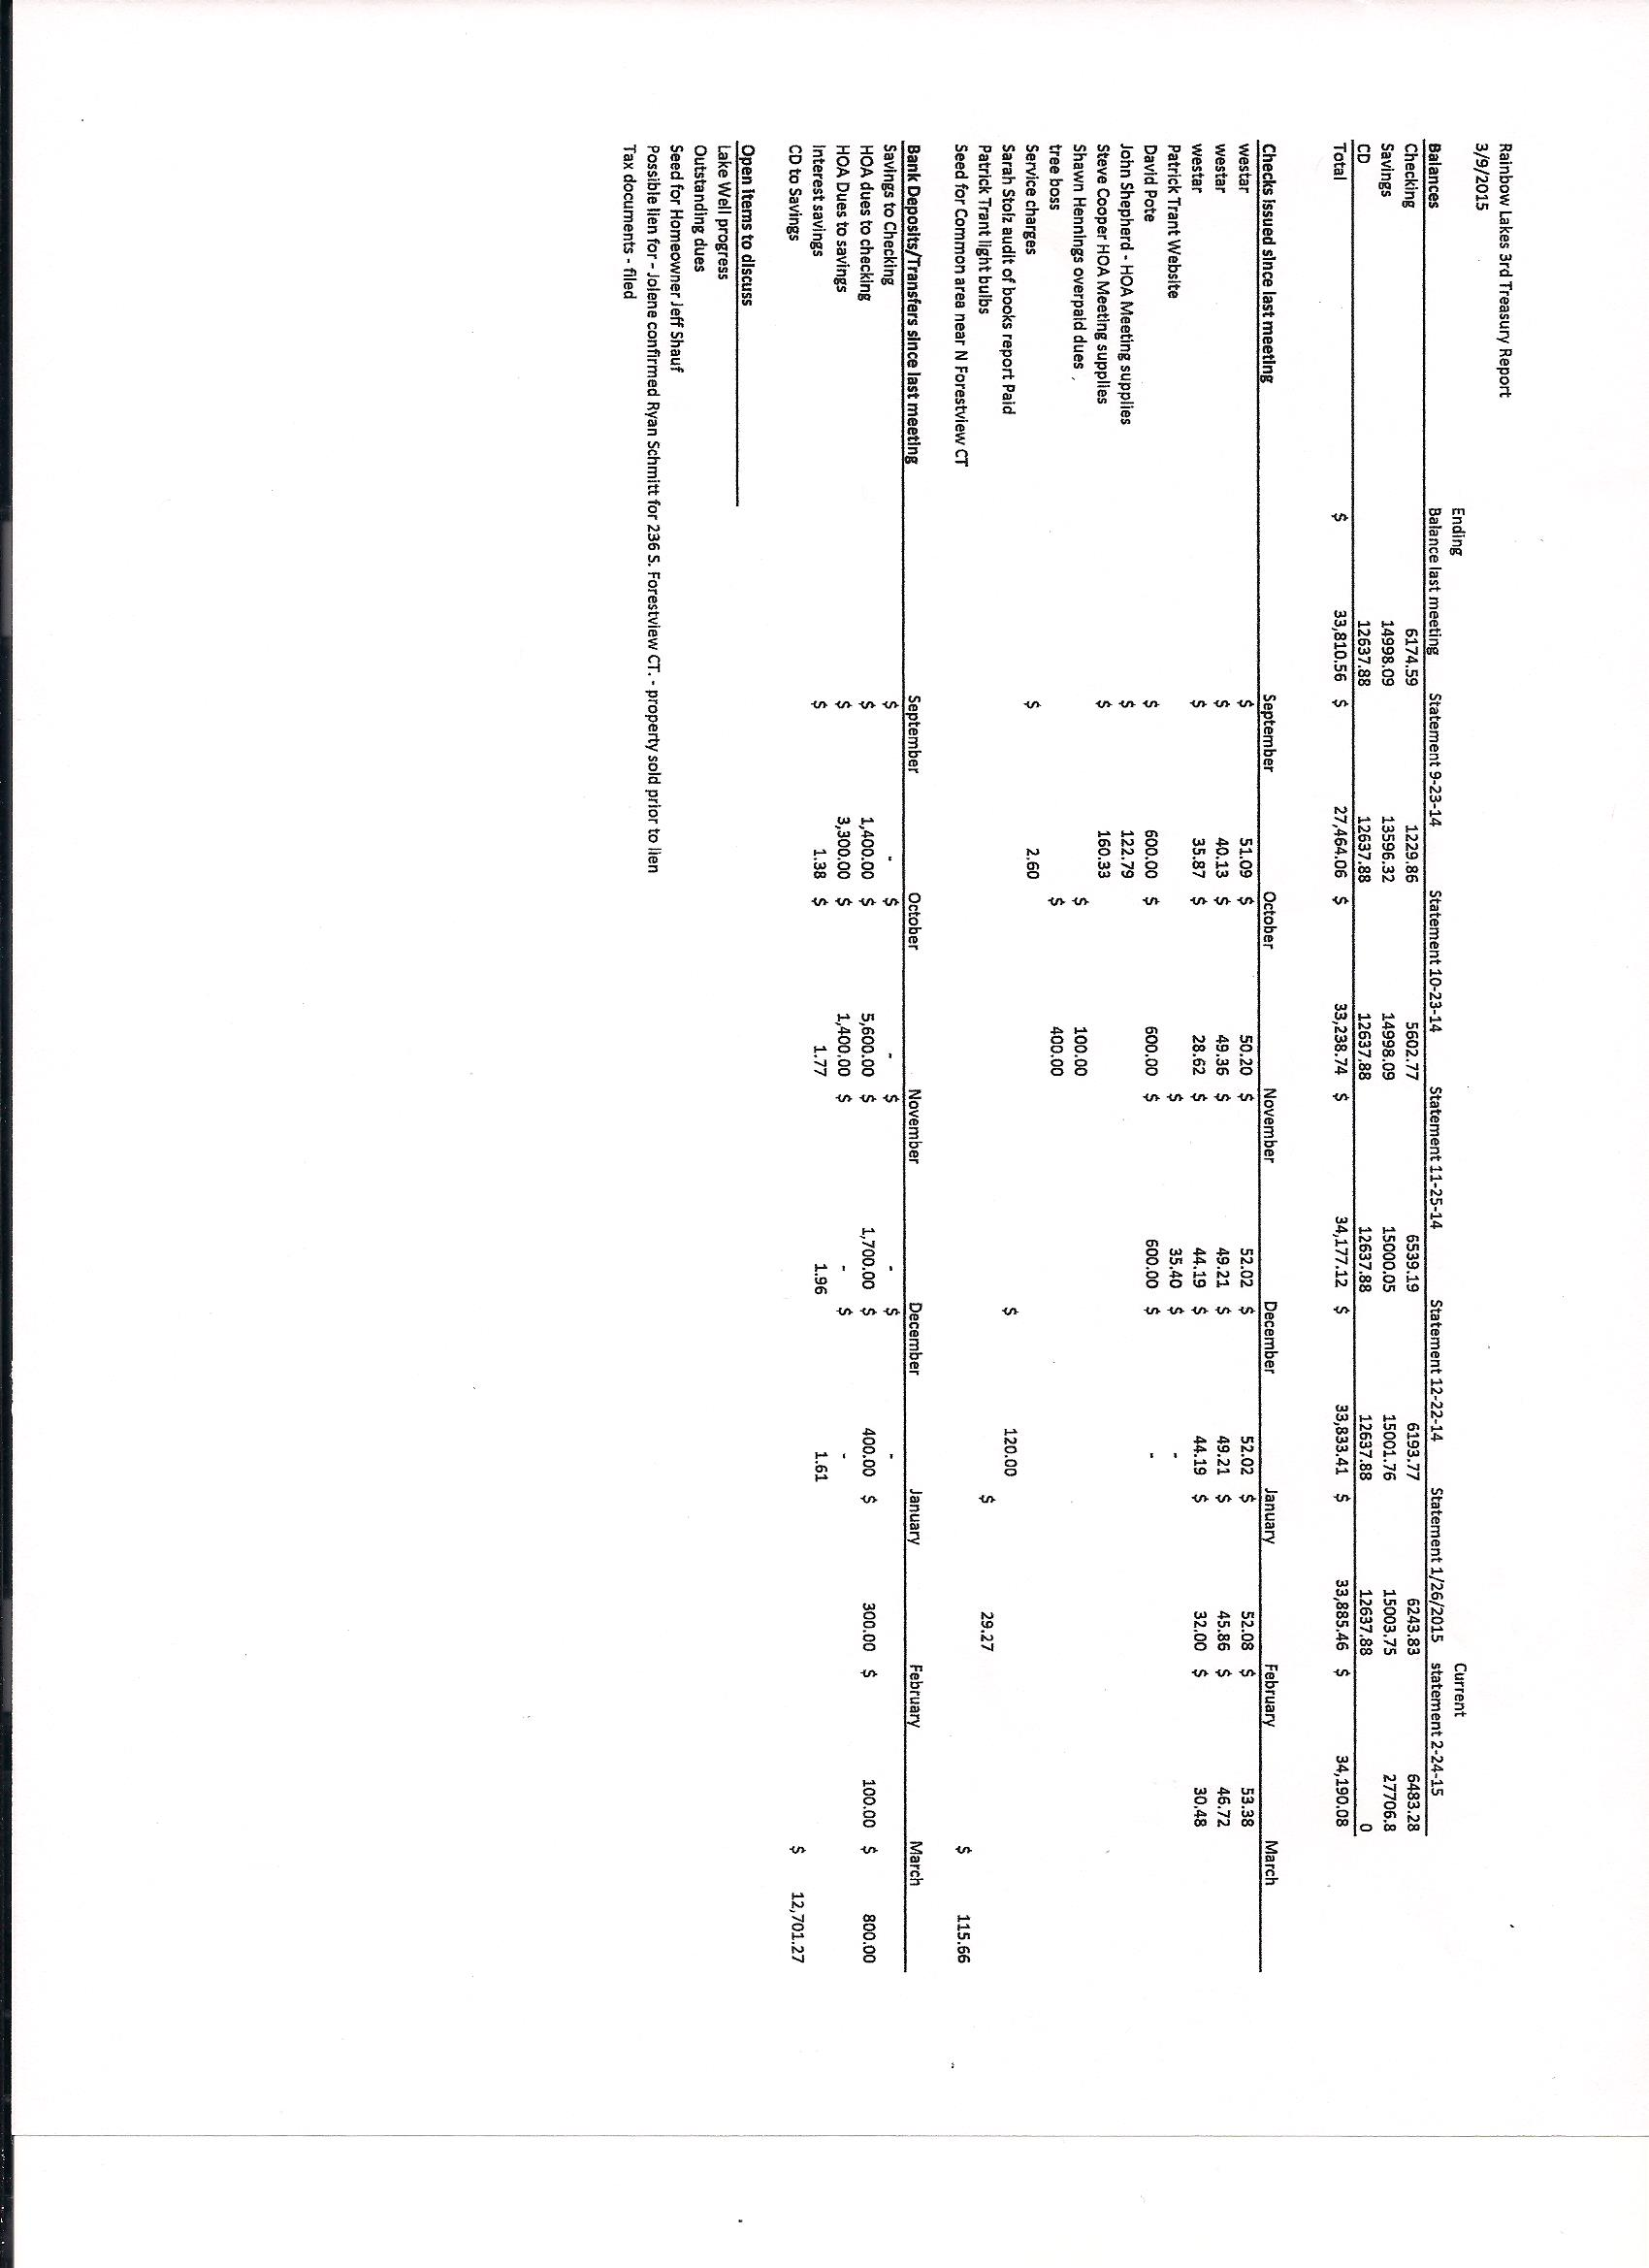 Rainbow Lakes 3rd Treasury Report
3/9/2015
Ending Current
Balances Balance last meeting Statement 9-23-14 Statement 10-23-14 Statement 11-25-14 Statement 12-22-14 Statement 1/26/2015 statement 2-24-15
Checking 6174.59 1229.86 5602.77 6539.19 6193.77 6243.83 6483.28
Savings 14998.09 13596.32 14998.09 15000.05 15001.76 15003.75 27706.8
CD 12637.88 12637.88 12637.88 12637.88 12637.88 12637.88 0
Total $ 33,810.56 $ 27,464.06 $ 33,238.74 $ 34,177.12 $ 33,833.41 $ 33,885.46 $ 34,190.08
Checks issued since last meeting September October November December January February March
westar $ 51.09 $ 50.20 $ 52.02 $ 52.02 $ 52.08 $ 53.38
westar $ 40.13 $ 49.36 $ 49.21 $ 49.21 $ 45.86 $ 46.72
westar $ 35.87 $ 28.62 $ 44.19 $ 44.19 $ 32.00 $ 30.48
Patrick Trant Website $ 35.40 $ -
David Pote $ 600.00 $ 600.00 $ 600.00 $ -
John Shepherd - HOA Meeting supplies $ 122.79
Steve Cooper HOA Meeting supplies $ 160.33
Shawn Hennings overpaid dues $ 100.00
tree boss $ 400.00
Service charges $ 2.60
Sarah Stolz audit of books report Paid $ 120.00
Patrick Trant light bulbs $ 29.27
Seed for Common area near N Forestview CT $ 115.66
Bank Deposits/Transfers since last meeting September October November December January February March
Savings to Checking $ - $ - $ - $ -
HOA dues to checking $ 1,400.00 $ 5,600.00 $ 1,700.00 $ 400.00 $ 300.00 $ 100.00 $ 800.00
HOA Dues to savings $ 3,300.00 $ 1,400.00 $ - $ -
Interest savings $ 1.38 $ 1.77 1.96 1.61
CD to Savings $ 12,701.27
Open items to discuss
Lake Well progress
Outstanding dues
Seed for Homeowner Jeff Shauf
Possible lien for - Jolene confirmed Ryan Schmitt for 236 S. Forestview CT. - property sold prior to lien
Tax documents - filed